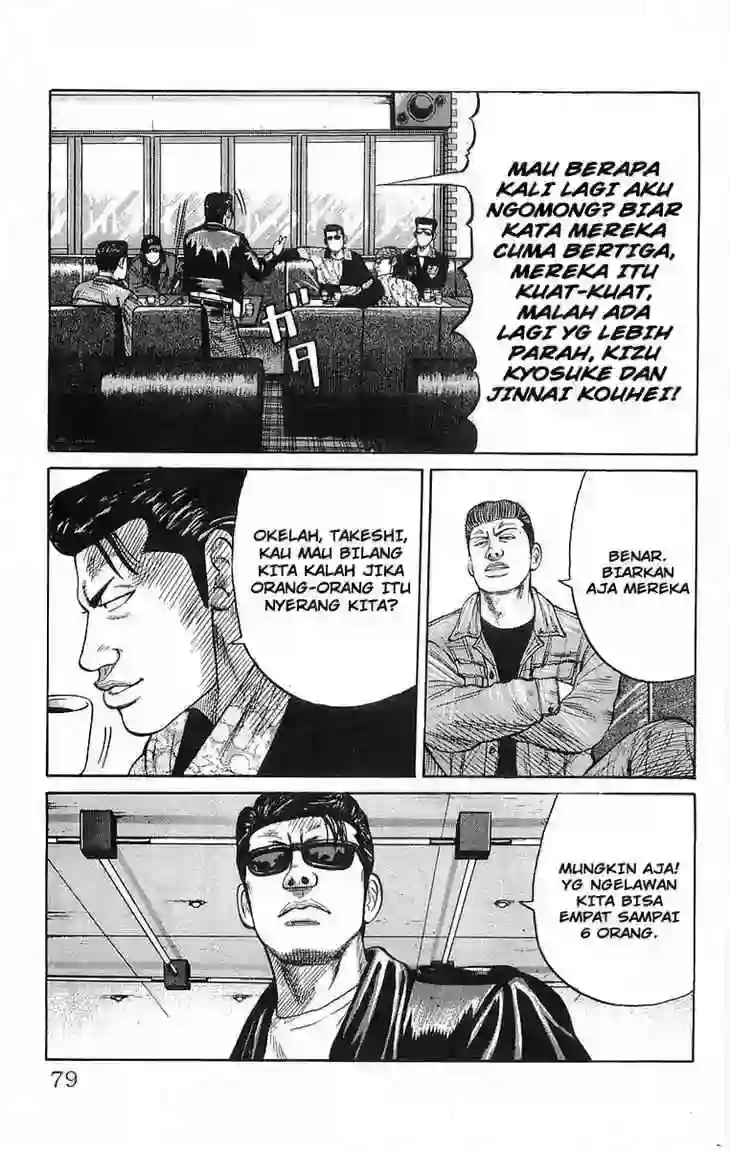 MAU BERAPA
KALI LAGI AKU
NGOMONG? BIAR
KATA MEREKA
CUMA BERTIGA,
MEREKA ITU
KUAT-KUAT,
MALAH ADA
LAGI YG LEBIH
PARAH, KIZU
KYOSUKE DAN
JINNAI KOUHEI!
ガタ
OKELAH, TAKESHI,
KAU MAU BILANG
KITA KALAH JIKA
ORANG-ORANG ITU
NYERANG KITA?
BENAR.
BIARKAN
AJA MEREKA
MUNGKIN AJA!
YG NGELAWAN
KITA BISA
EMPAT SAMPAI
6 ORANG.
79